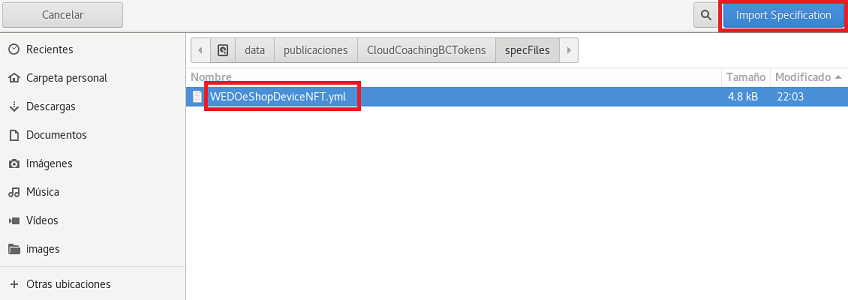 Cancelar
Import Specification
Recientes
Carpeta personal
Descargas
Documentos
Imágenes
Música
Vídeos
images
Otras ubicaciones
data publicaciones CloudCoachingBCTokens specFiles
Nombre Tamaño Modificado
WEDOeShopDeviceNFT.yml 4.8 kB 22:03